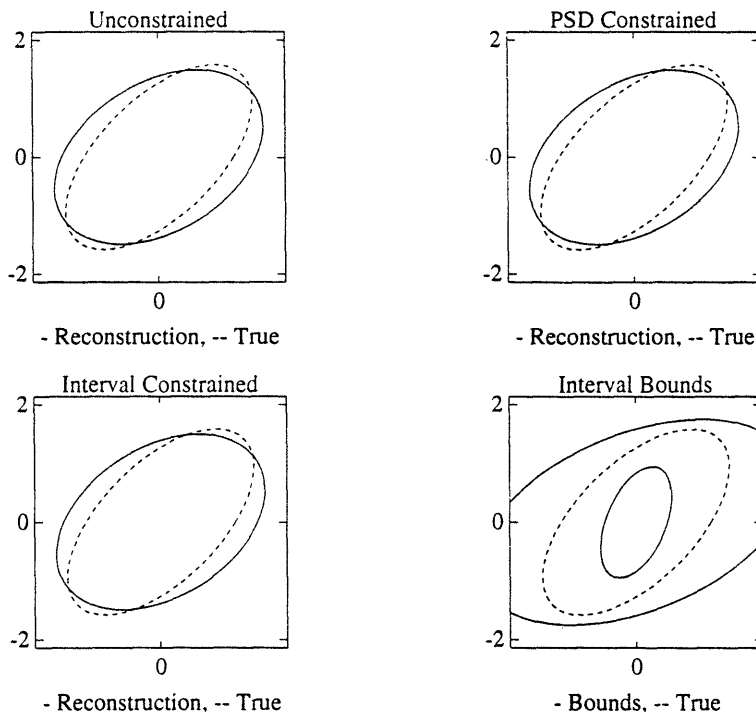 Unconstrained
PSD Constrained
2
0
-2
0
2
0
-2
0
- Reconstruction, -- True
- Reconstruction, -- True
Interval Constrained
Interval Bounds
2
0
-2
0
2
0
-2
0
- Reconstruction, -- True
- Bounds, -- True